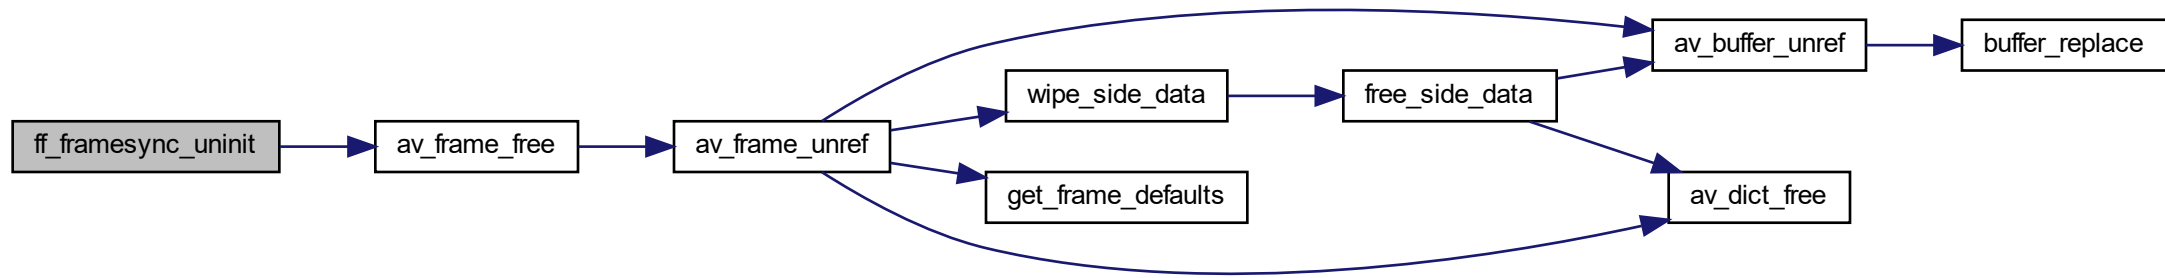 ff_framesync_uninit
av_frame_free
av_frame_unref
wipe_side_data
get_frame_defaults
free_side_data
av_buffer_unref
av_dict_free
buffer_replace